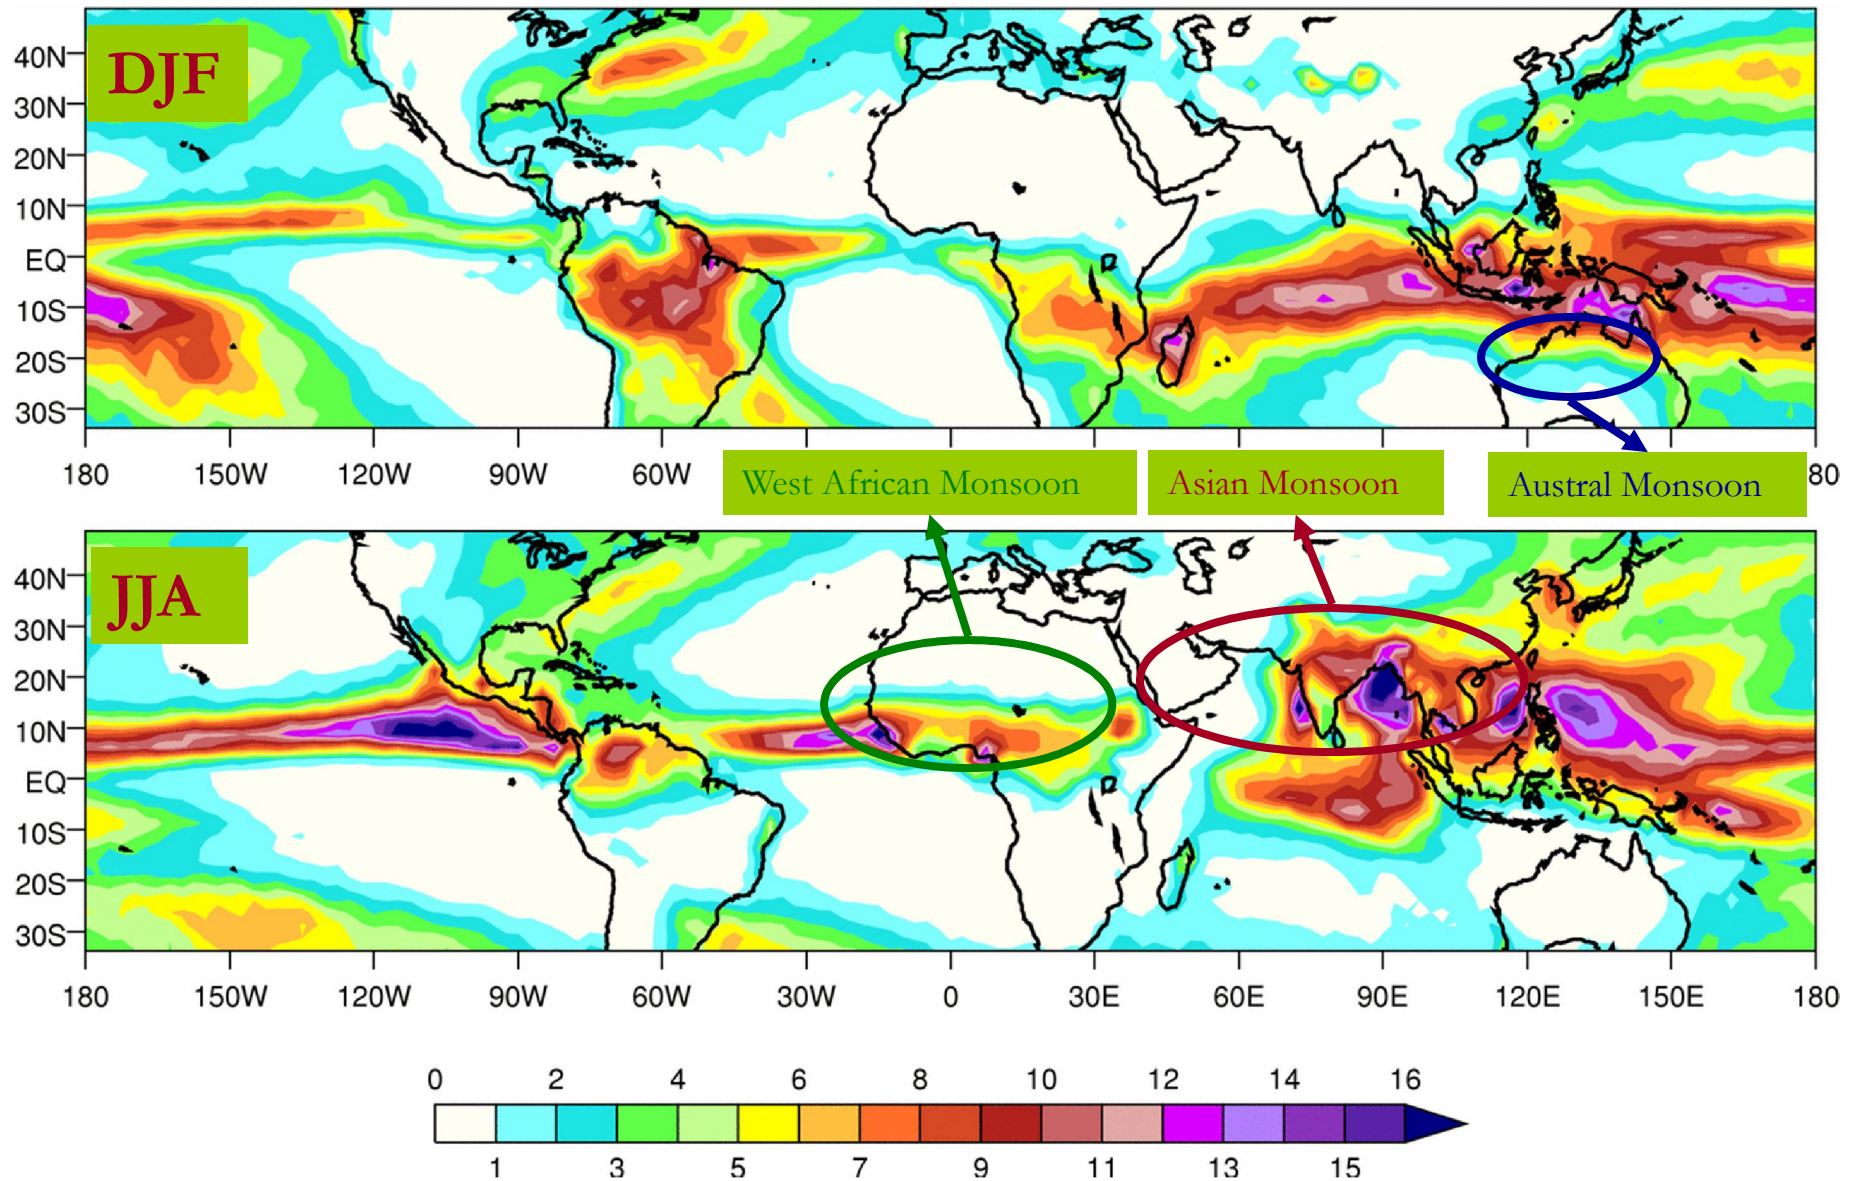 DJF
40N
30N
20N
10N
EQ
10S
20S
30S
180 150W 120W 90W 60W 80
West African Monsoon Asian Monsoon Austral Monsoon
JJA
40N
30N
20N
10N
EQ
10S
20S
30S
180 150W 120W 90W 60W 30W 0 30E 60E 90E 120E 150E 180
0 2 4 6 8 10 12 14 16
1 3 5 7 9 11 13 15